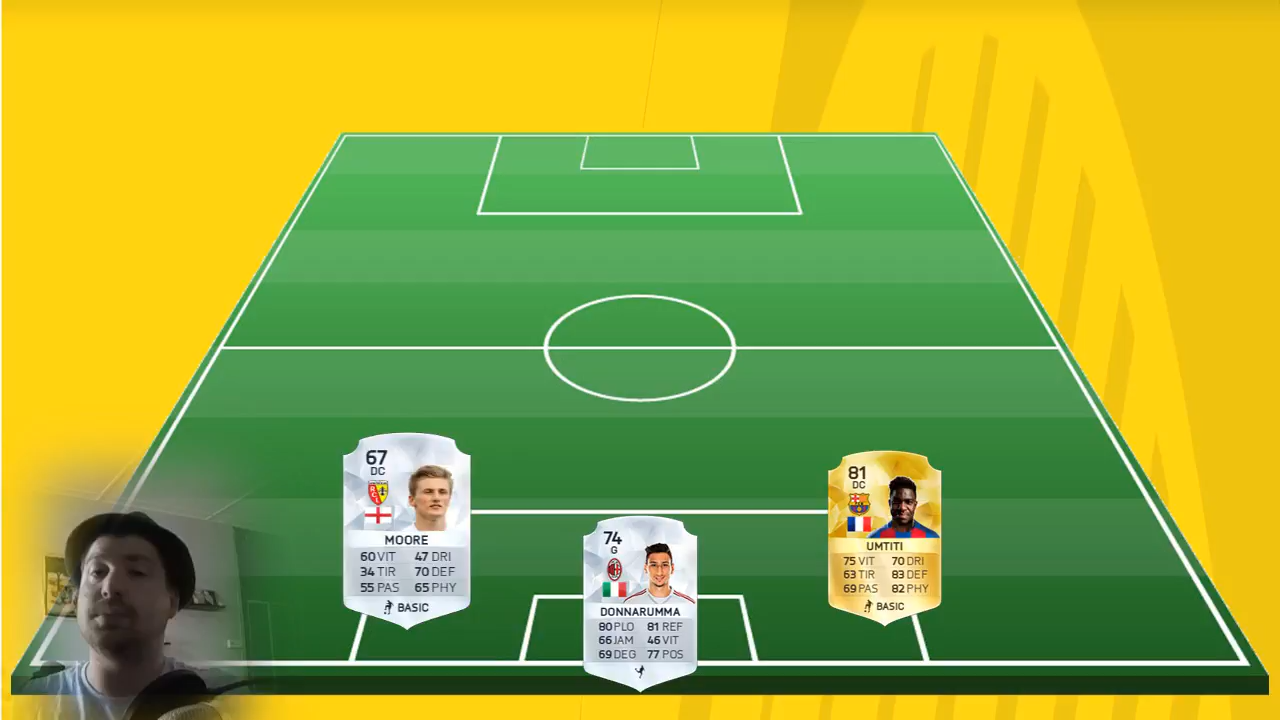 67
DC
MOORE
60 VIT 47 DRI
34 TIR 70 DEF
55 PAS 65 PHY
BASIC
74
G
DONNARUMMA
80 PLO 81 REF
66 JAM 46 VIT
69 DEG 77 POS
81
DC
UMTITI
75 VIT 70 DRI
63 TIR 83 DEF
69 PAS 82 PHY
BASIC